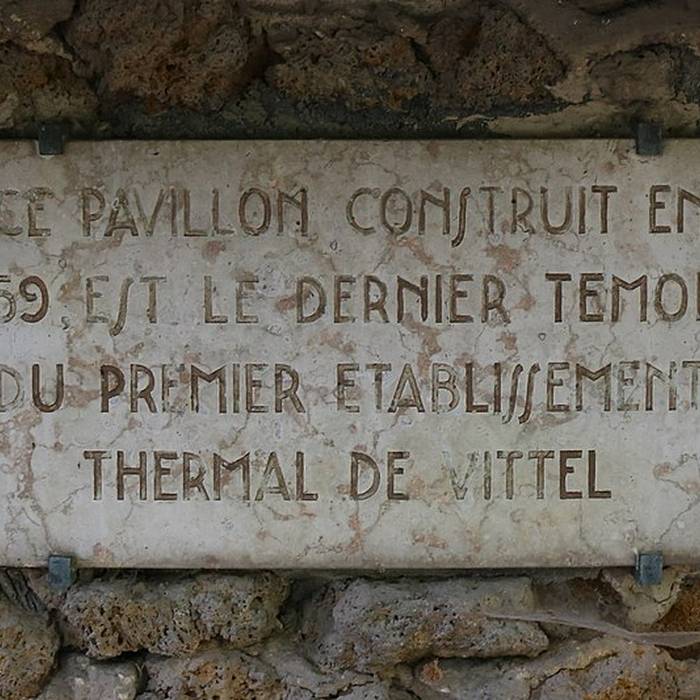 CE PAVILLON CONSTRUIT EN
59, EST LE DERNIER TEMOI
DU PREMIER ETABLISSEMENT
THERMAL DE VITTEL